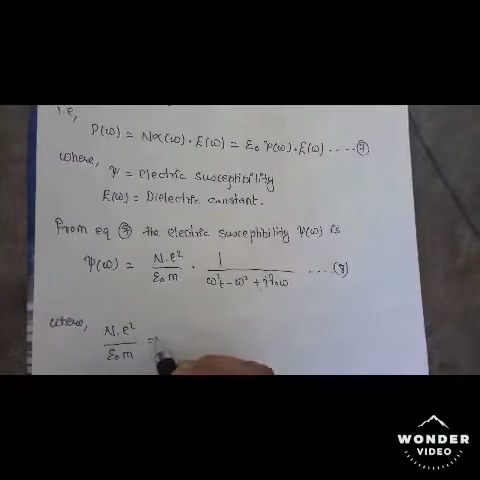 i.e,
P(ω) = Nα(ω) · E(ω) = ε₀ Ψ(ω) · E(ω) ..... ⑦
where,
Ψ = electric susceptibility
E(ω) = Dielectric constant.
From eq ⑦ the electric susceptibility Ψ(ω) is
Ψ(ω) = N.e²/ε₀m · 1/(ω²ₜ - ω² + iγ₀ω) ....(8)
where,
N.e²/ε₀m =
WONDER
VIDEO